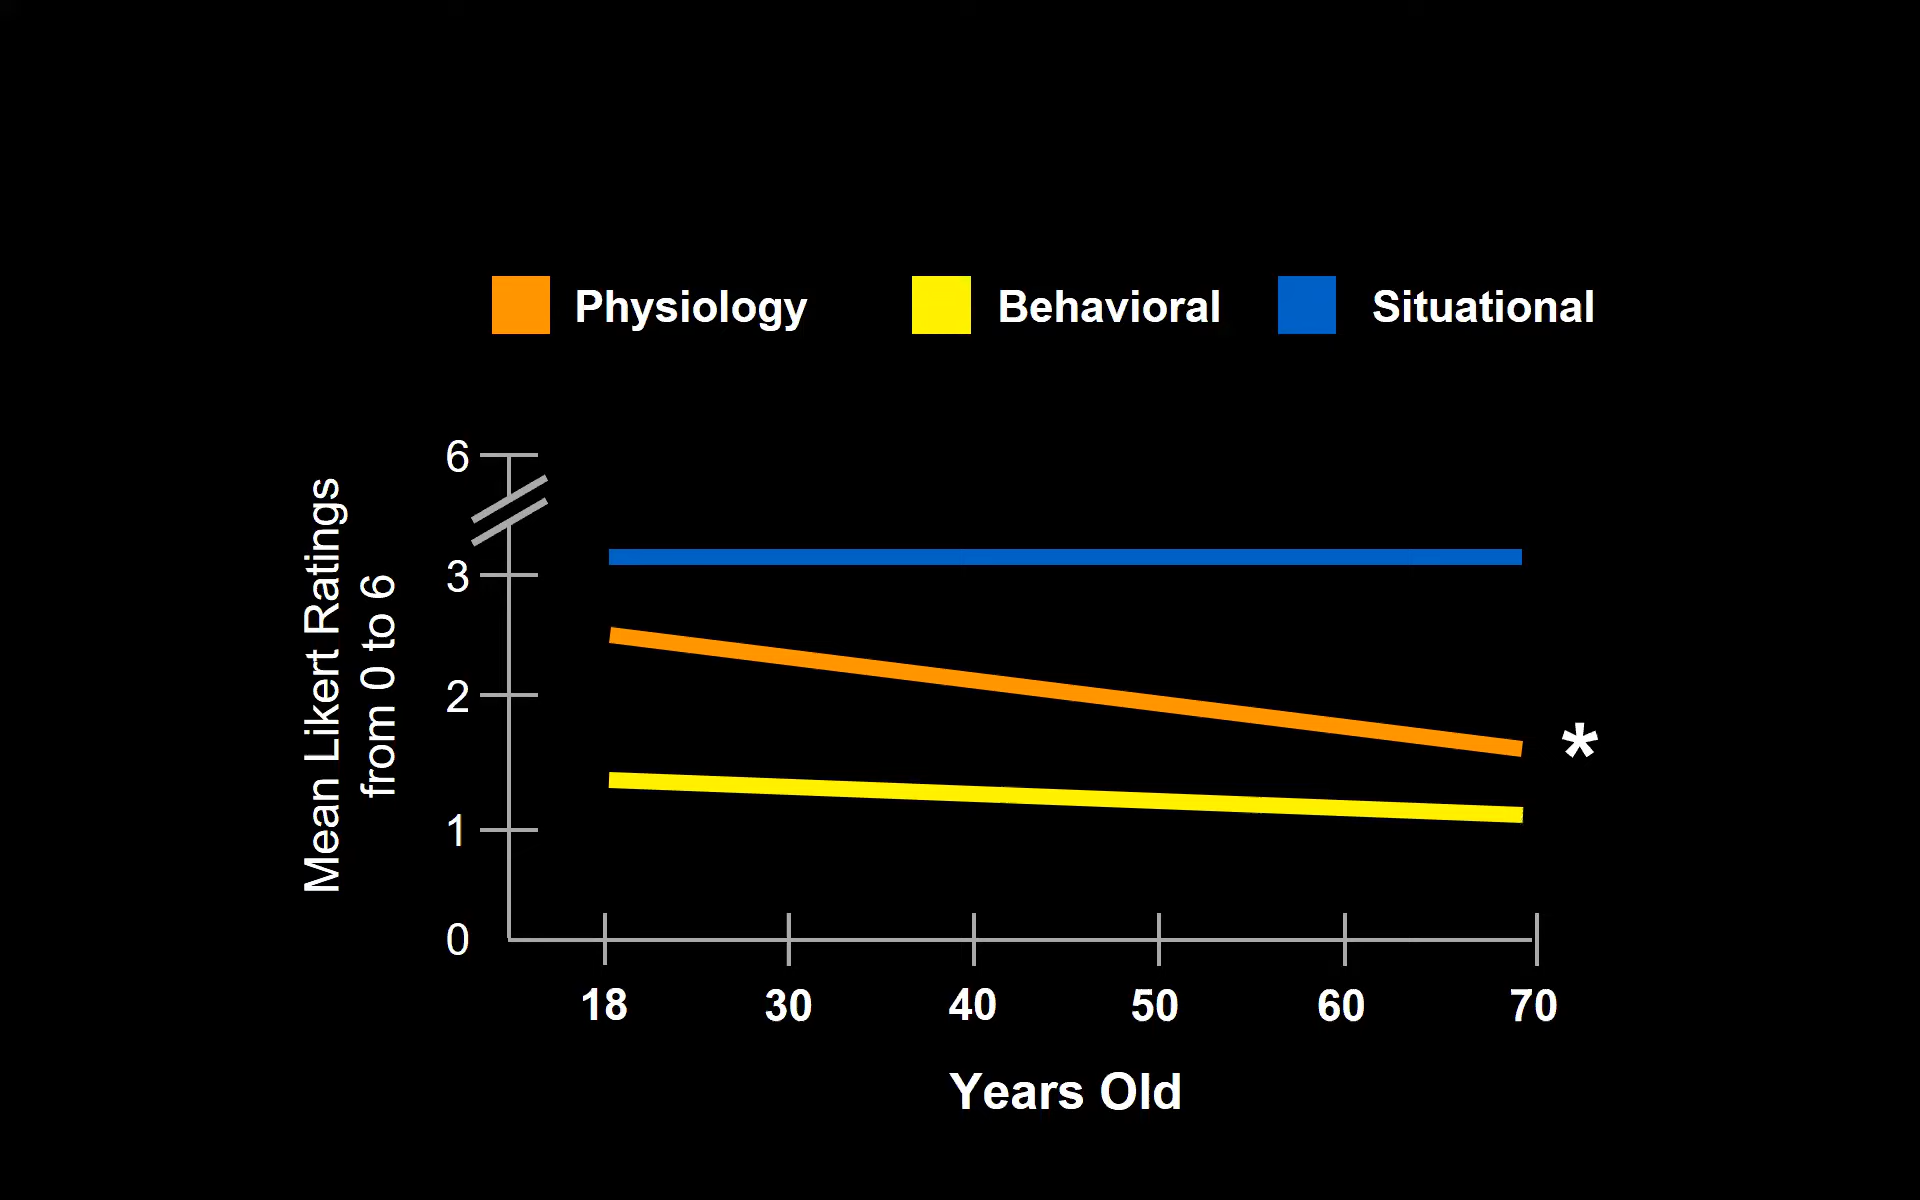 Physiology Behavioral Situational
Mean Likert Ratings
from 0 to 6
6
3
2
1
0
*
18 30 40 50 60 70
Years Old